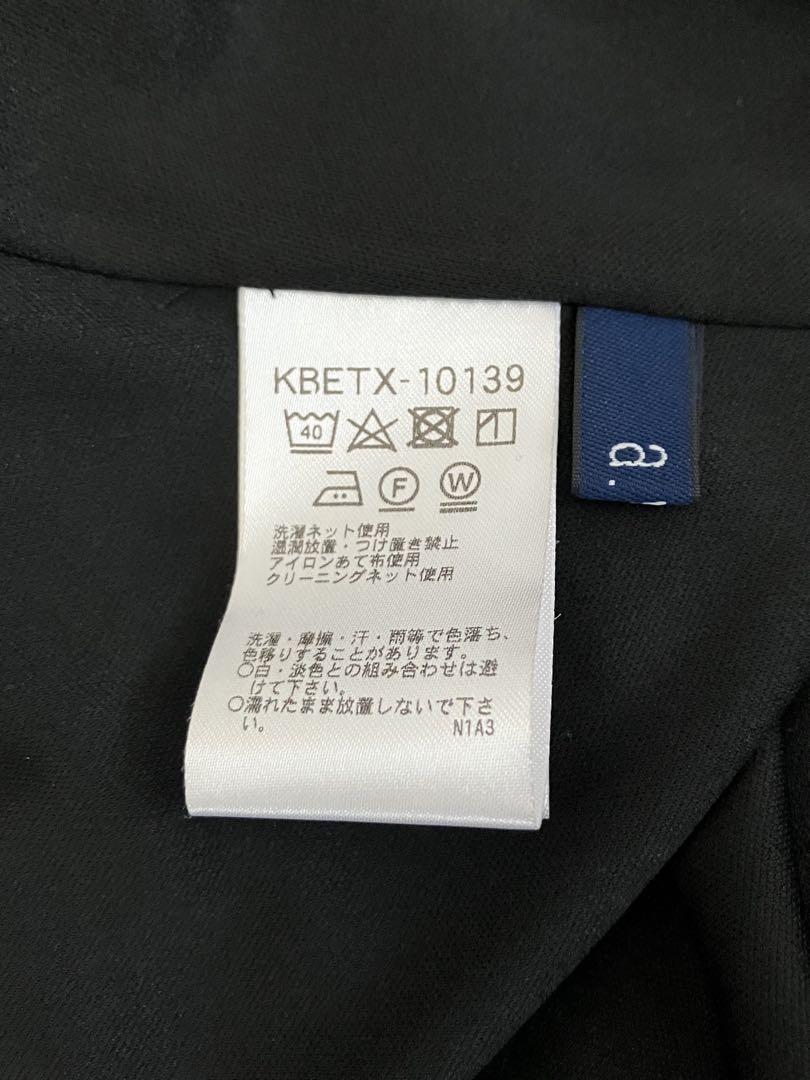 KBETX-10139
40
F W
洗濯ネット使用
湿潤放置・つけ置き禁止
アイロンあて布使用
クリーニングネット使用
洗濯・摩擦・汗・雨等で色落ち、
色移りすることがあります。
○白・淡色との組み合わせは避
けて下さい。
○濡れたまま放置しないで下さ
い。
N1A3
a.